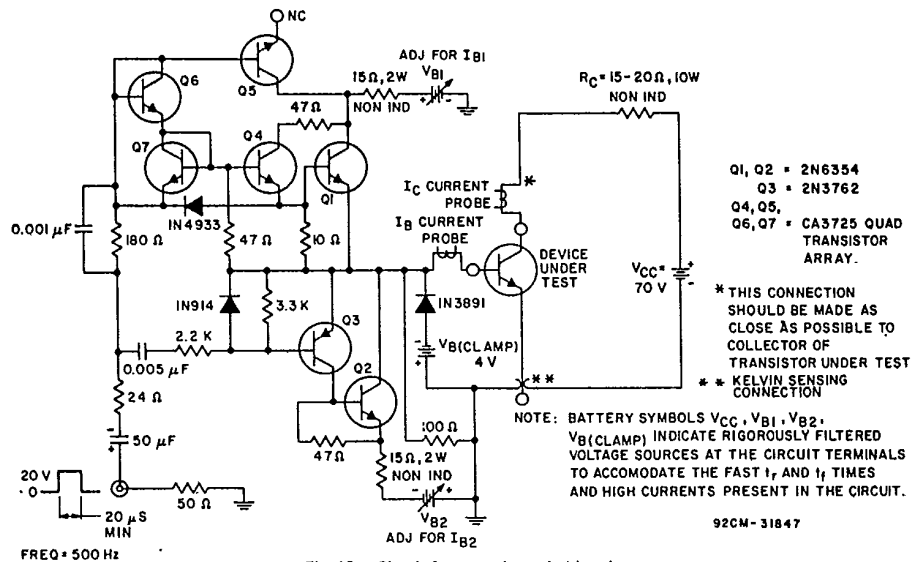 NC
Q6
Q5
ADJ FOR IB1
VB1
15Ω, 2W
NON IND
+ -
RC = 15-20Ω, 10W
NON IND
47Ω
Q7
Q4
Q1
IC CURRENT
PROBE
*
IB CURRENT
PROBE
Q1, Q2 = 2N6354
Q3 = 2N3762
Q4, Q5,
Q6, Q7 = CA3725 QUAD
TRANSISTOR
ARRAY.
IN4933
0.001 µF
180 Ω
47 Ω
10 Ω
DEVICE
UNDER
TEST
VCC =
70 V
+
-
* THIS CONNECTION
SHOULD BE MADE AS
CLOSE AS POSSIBLE TO
COLLECTOR OF
TRANSISTOR UNDER TEST
* * KELVIN SENSING
CONNECTION
IN914
3.3 K
Q3
IN3891
-
+
VB(CLAMP)
4 V
* *
2.2 K
0.005 µF
Q2
24 Ω
-
50 µF
+
47Ω
100 Ω
15Ω, 2W
NON IND
- +
VB2
ADJ FOR IB2
NOTE: BATTERY SYMBOLS VCC, VB1, VB2,
VB(CLAMP) INDICATE RIGOROUSLY FILTERED
VOLTAGE SOURCES AT THE CIRCUIT TERMINALS
TO ACCOMODATE THE FAST tr AND tf TIMES
AND HIGH CURRENTS PRESENT IN THE CIRCUIT.
20 V
0
20 µS
MIN
50 Ω
92CM-31847
FREQ = 500 Hz